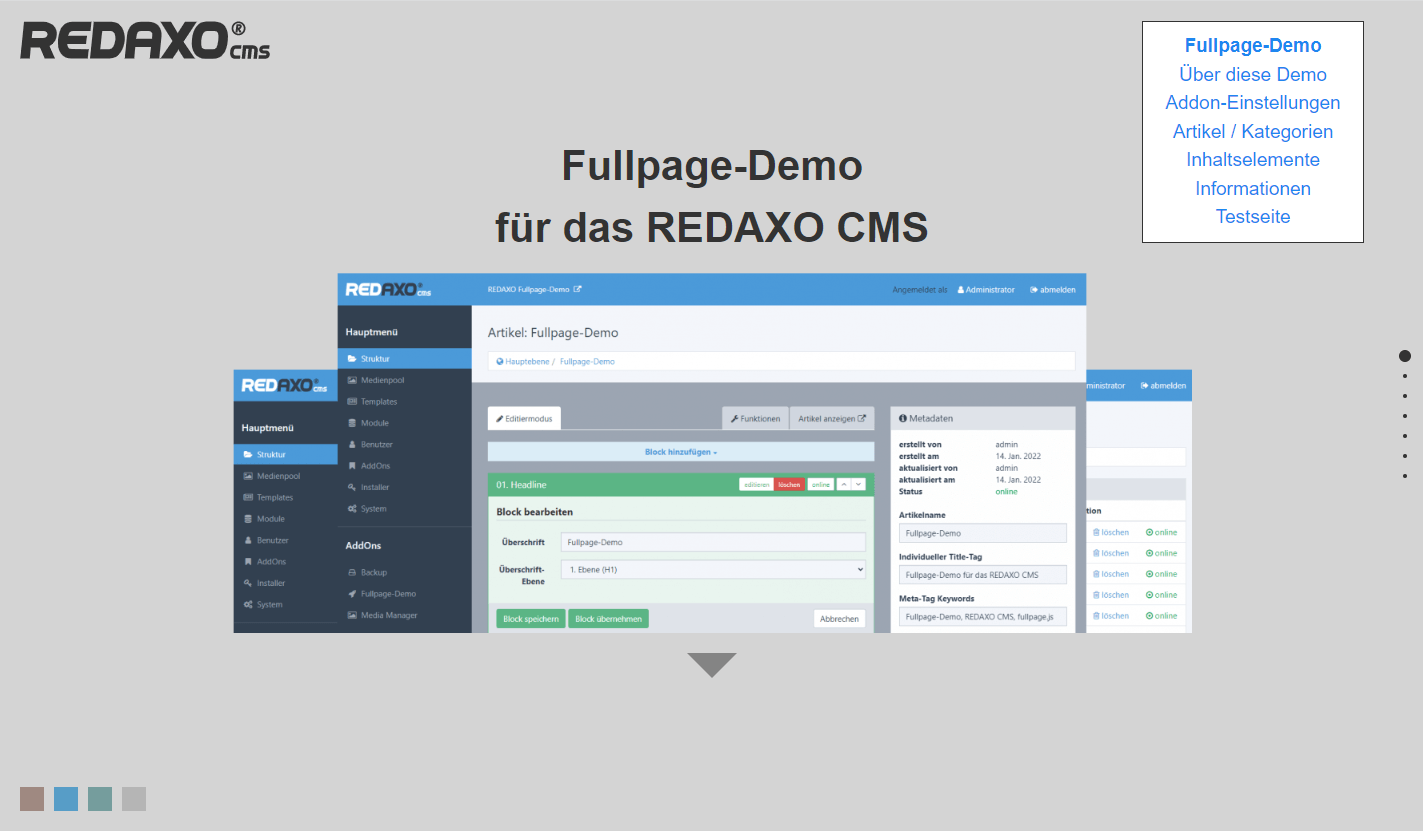 REDAXO® cms
Fullpage-Demo
Über diese Demo
Addon-Einstellungen
Artikel / Kategorien
Inhaltselemente
Informationen
Testseite
Fullpage-Demo
für das REDAXO CMS
REDAXO® cms
REDAXO Fullpage-Demo
Angemeldet als Administrator abmelden
Hauptmenü
Struktur
Medienpool
Templates
Module
Benutzer
AddOns
Installer
System
AddOns
Backup
Fullpage-Demo
Media Manager
Artikel: Fullpage-Demo
Hauptebene / Fullpage-Demo
Editiermodus
Funktionen
Artikel anzeigen
Block hinzufügen
01. Headline
editieren löschen online
Block bearbeiten
Überschrift Fullpage-Demo
Überschrift-
Ebene
1. Ebene (H1)
Block speichern Block übernehmen Abbrechen
Metadaten
erstellt von admin
erstellt am 14. Jan. 2022
aktualisiert von admin
aktualisiert am 14. Jan. 2022
Status online
Artikelname
Fullpage-Demo
Individueller Title-Tag
Fullpage-Demo für das REDAXO CMS
Meta-Tag Keywords
Fullpage-Demo, REDAXO CMS, fullpage.js
REDAXO® cms
Hauptmenü
Struktur
Medienpool
Templates
Module
Benutzer
AddOns
Installer
System
ministrator abmelden
tion
löschen online
löschen online
löschen online
löschen online
löschen online